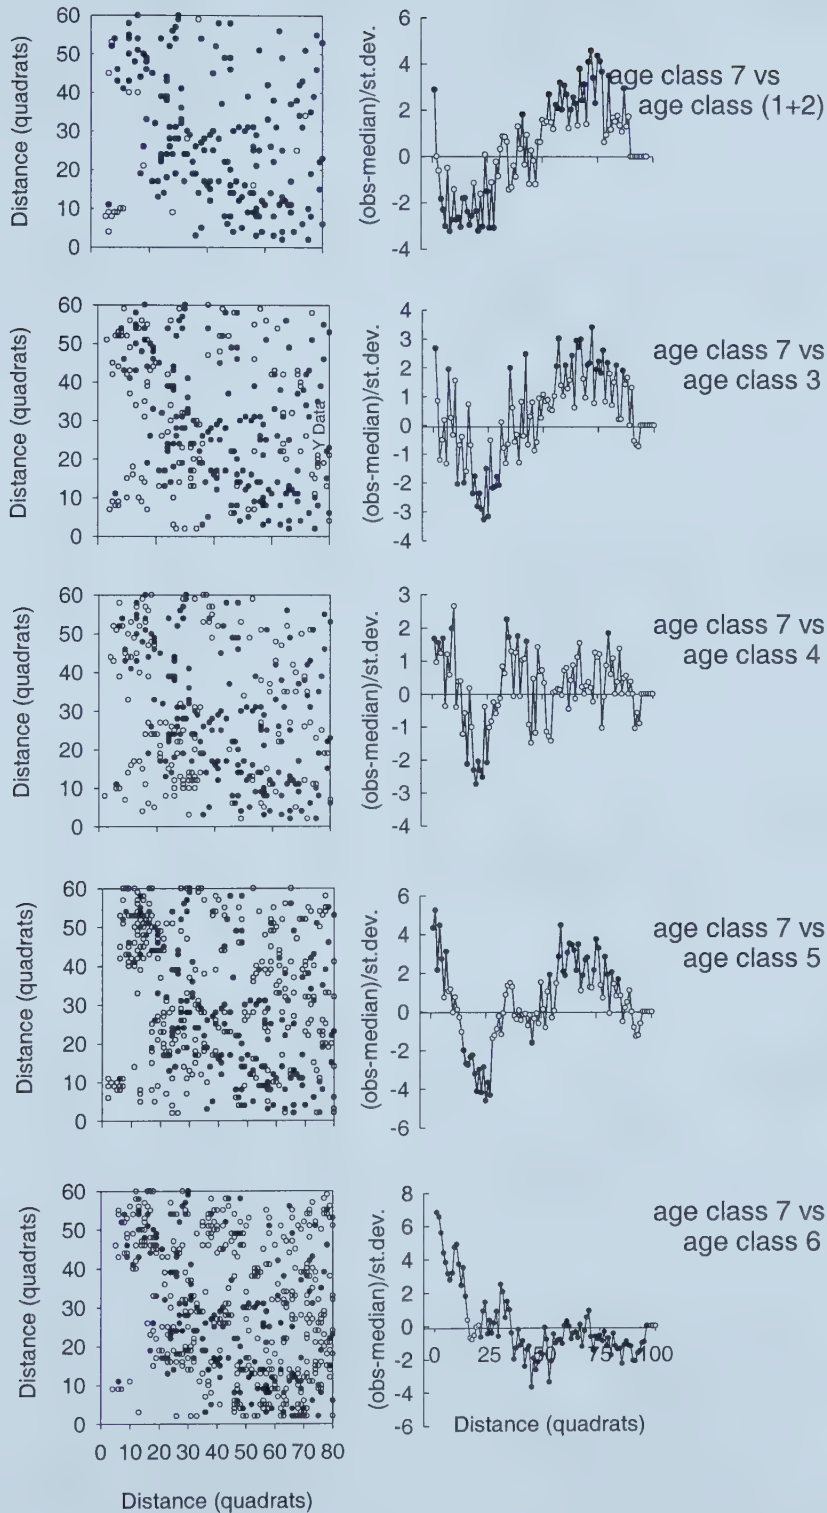 60
50
40
30
20
10
0
Distance (quadrats)
6
4
2
0
-2
-4
(obs-median)/st.dev.
age class 7 vs
age class (1+2)
60
50
40
30
20
10
0
Distance (quadrats)
Y Data
4
3
2
1
0
-1
-2
-3
-4
(obs-median)/st.dev.
age class 7 vs
age class 3
60
50
40
30
20
10
0
Distance (quadrats)
3
2
1
0
-1
-2
-3
-4
(obs-median)/st.dev.
age class 7 vs
age class 4
60
50
40
30
20
10
0
Distance (quadrats)
6
4
2
0
-2
-4
-6
(obs-median)/st.dev.
age class 7 vs
age class 5
60
50
40
30
20
10
0
Distance (quadrats)
0 10 20 30 40 50 60 70 80
Distance (quadrats)
8
6
4
2
0
-2
-4
-6
(obs-median)/st.dev.
age class 7 vs
age class 6
0 25 50 75 100
Distance (quadrats)